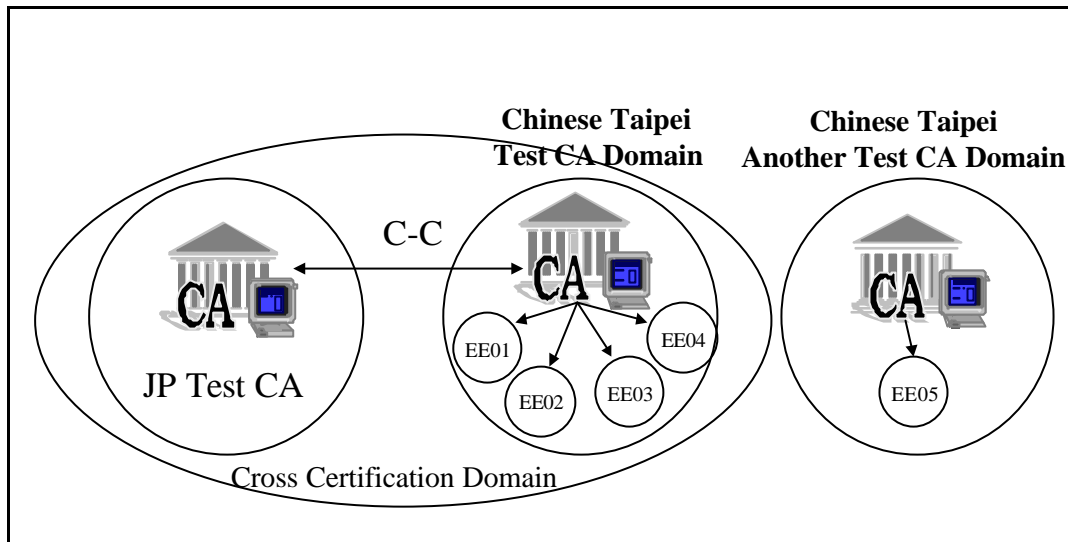 Chinese Taipei
Test CA Domain
Chinese Taipei
Another Test CA Domain
C-C
CA
JP Test CA
CA
EE01
EE02
EE03
EE04
CA
EE05
Cross Certification Domain